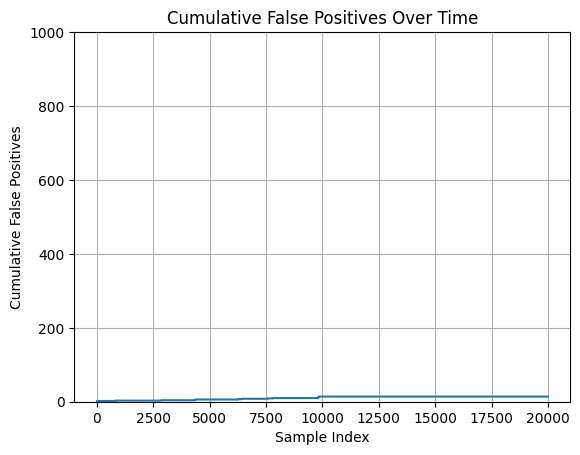 Cumulative False Positives Over Time
1000
800
600
400
200
0
Cumulative False Positives
0 2500 5000 7500 10000 12500 15000 17500 20000
Sample Index